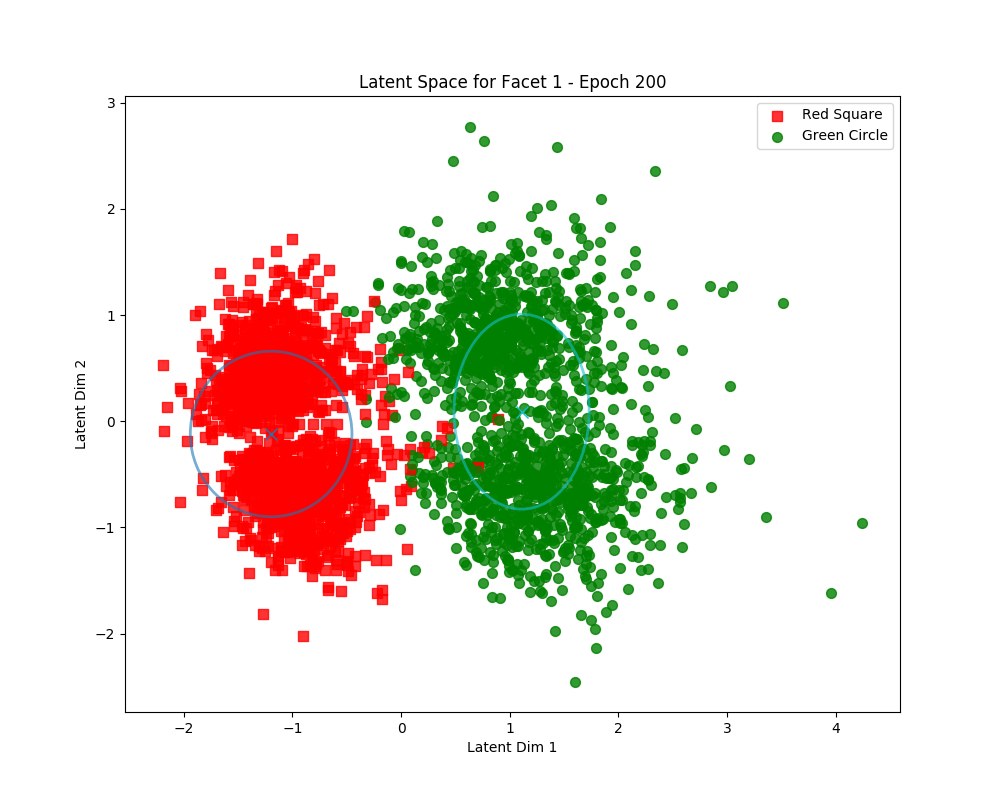 Latent Space for Facet 1 - Epoch 200
Red Square
Green Circle
3
2
1
0
−1
−2
Latent Dim 2
−2
−1
0
1
2
3
4
Latent Dim 1